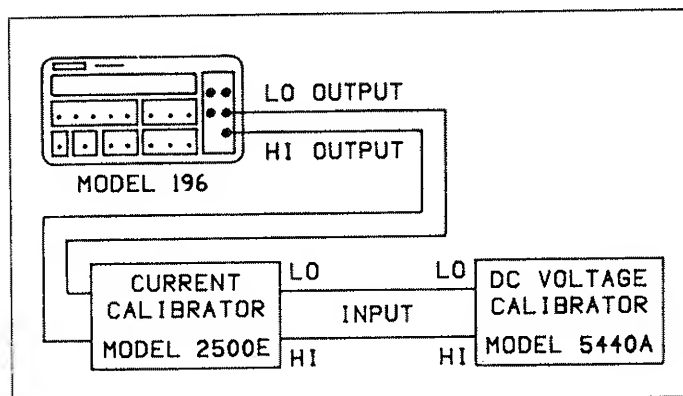 LO OUTPUT
HI OUTPUT
MODEL 196
CURRENT
CALIBRATOR
MODEL 2500E
LO
INPUT
HI
LO
HI
DC VOLTAGE
CALIBRATOR
MODEL 5440A